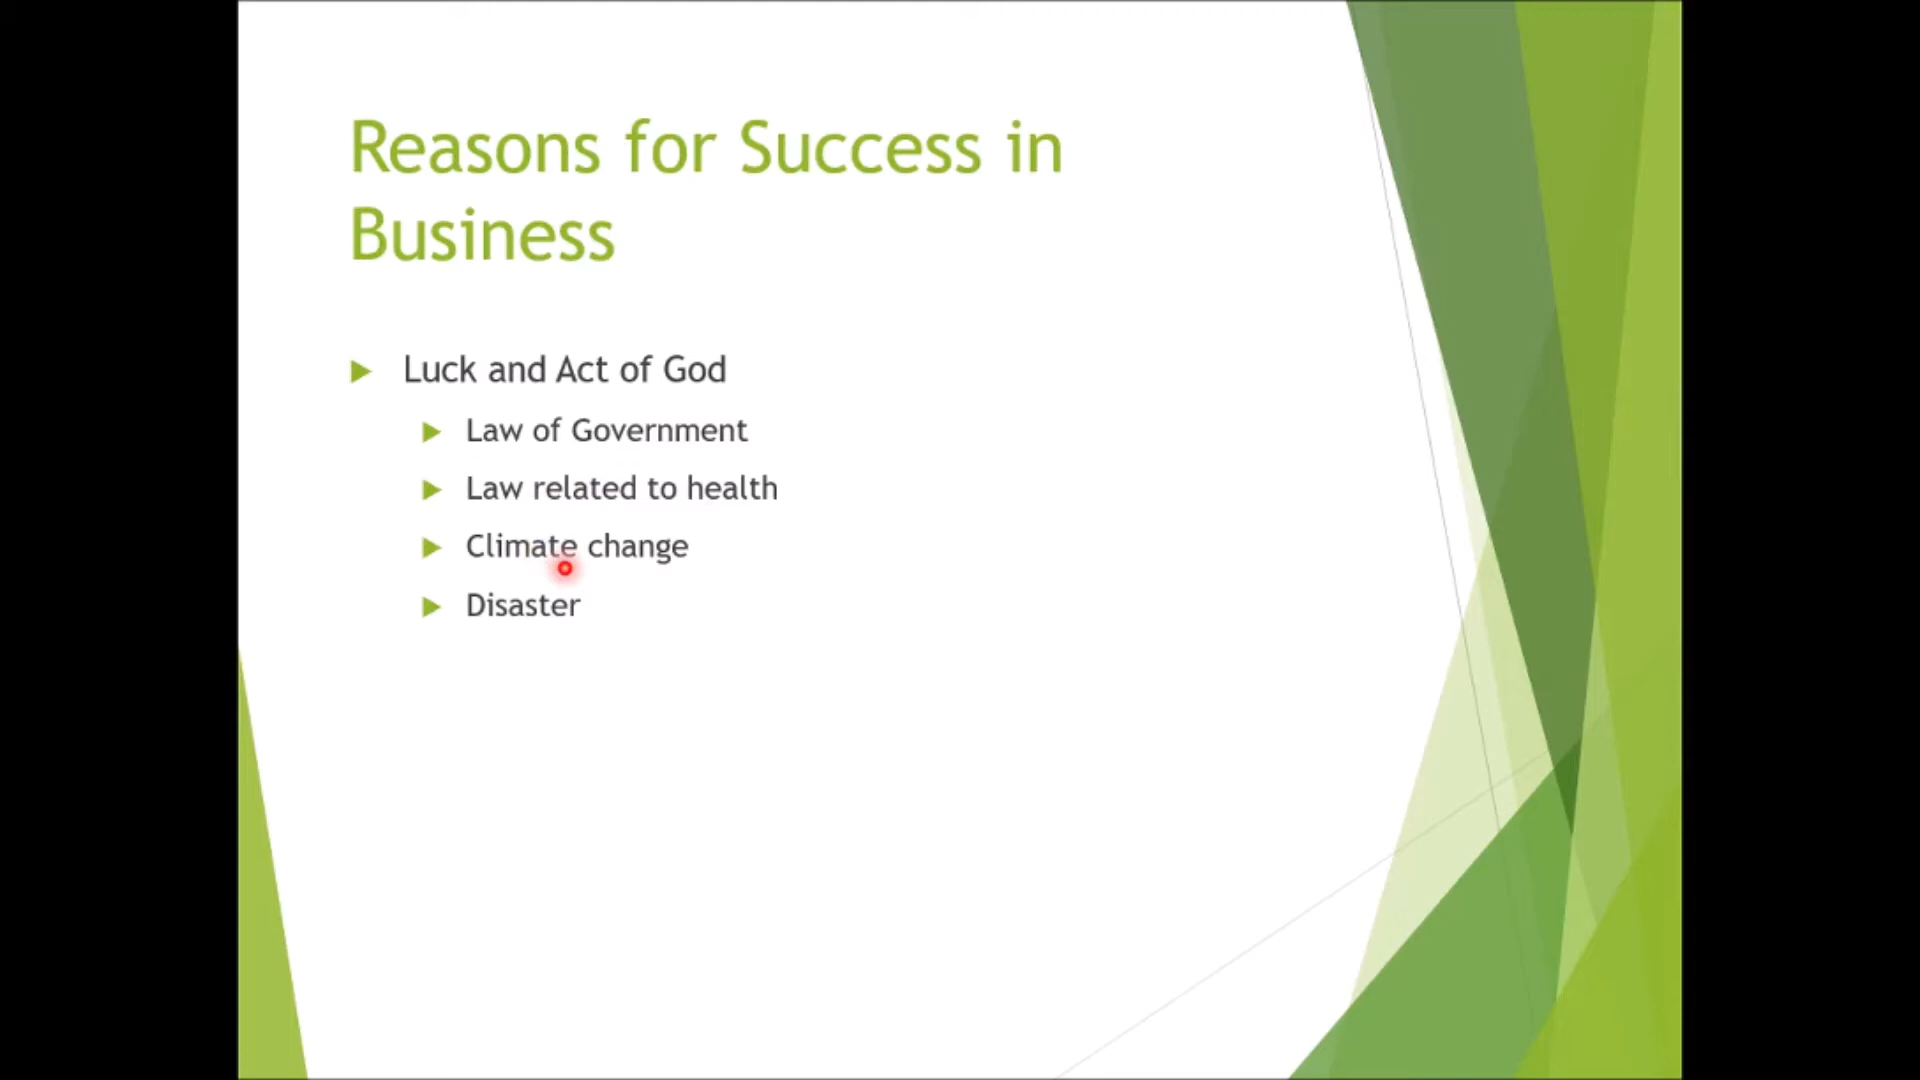 Reasons for Success in
Business
Luck and Act of God
Law of Government
Law related to health
Climate change
Disaster